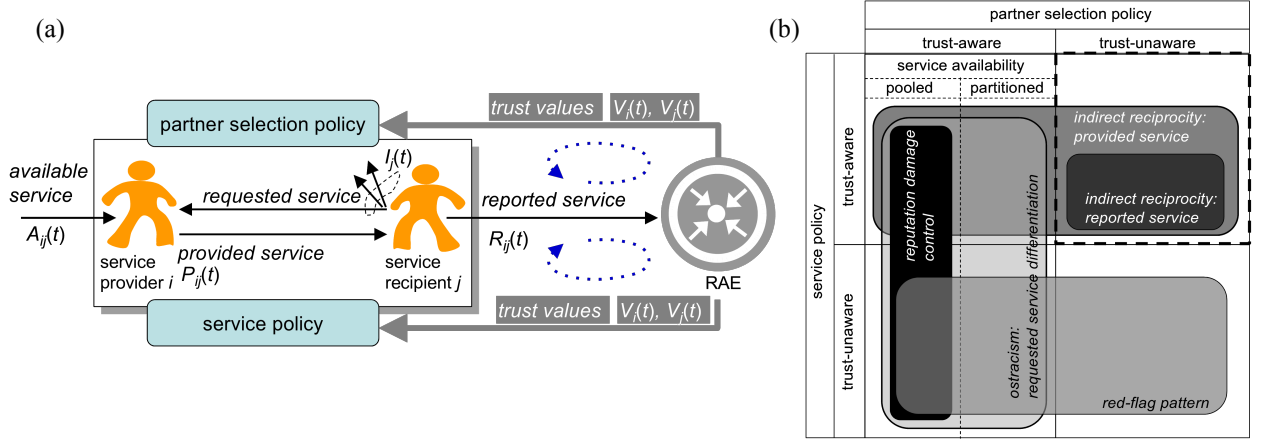 (a)
partner selection policy
trust values V_i(t), V_j(t)
available
service
A_ij(t)
I_j(t)
requested service
provided service
P_ij(t)
service
provider i
service
recipient j
reported service
R_ij(t)
RAE
trust values V_i(t), V_j(t)
service policy
(b)
partner selection policy
trust-aware
trust-unaware
service availability
pooled
partitioned
service policy
trust-aware
trust-unaware
indirect reciprocity:
provided service
indirect reciprocity:
reported service
reputation damage
control
ostracism:
requested service differentiation
red-flag pattern